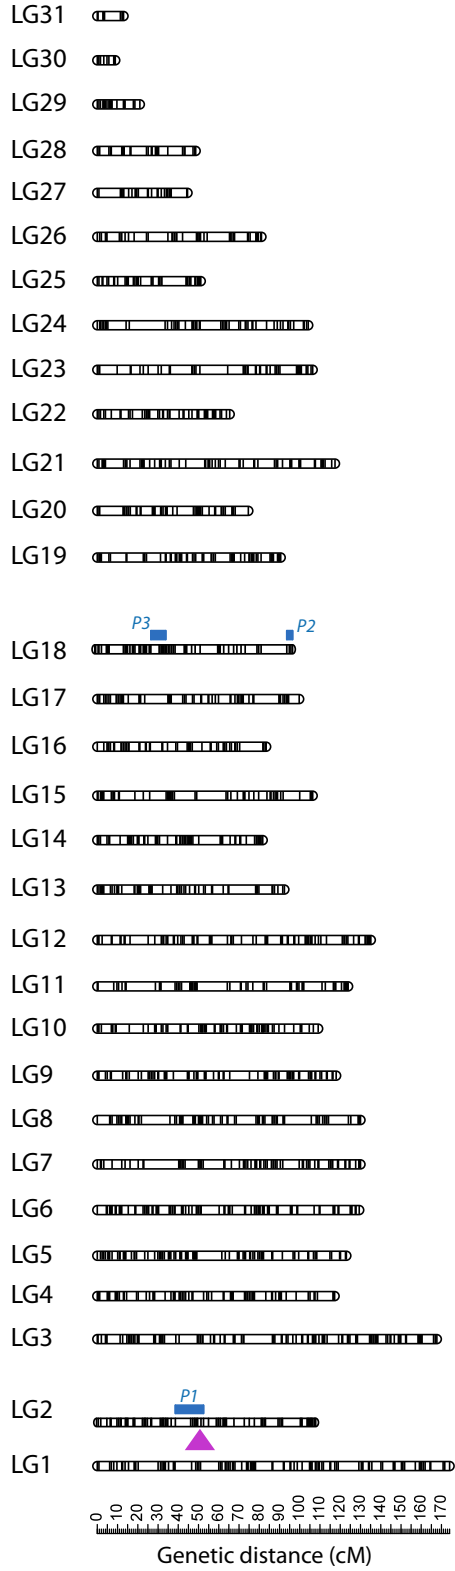 LG31
LG30
LG29
LG28
LG27
LG26
LG25
LG24
LG23
LG22
LG21
LG20
LG19
P3 P2
LG18
LG17
LG16
LG15
LG14
LG13
LG12
LG11
LG10
LG9
LG8
LG7
LG6
LG5
LG4
LG3
P1
LG2
LG1
0 10 20 30 40 50 60 70 80 90 100 110 120 130 140 150 160 170
Genetic distance (cM)